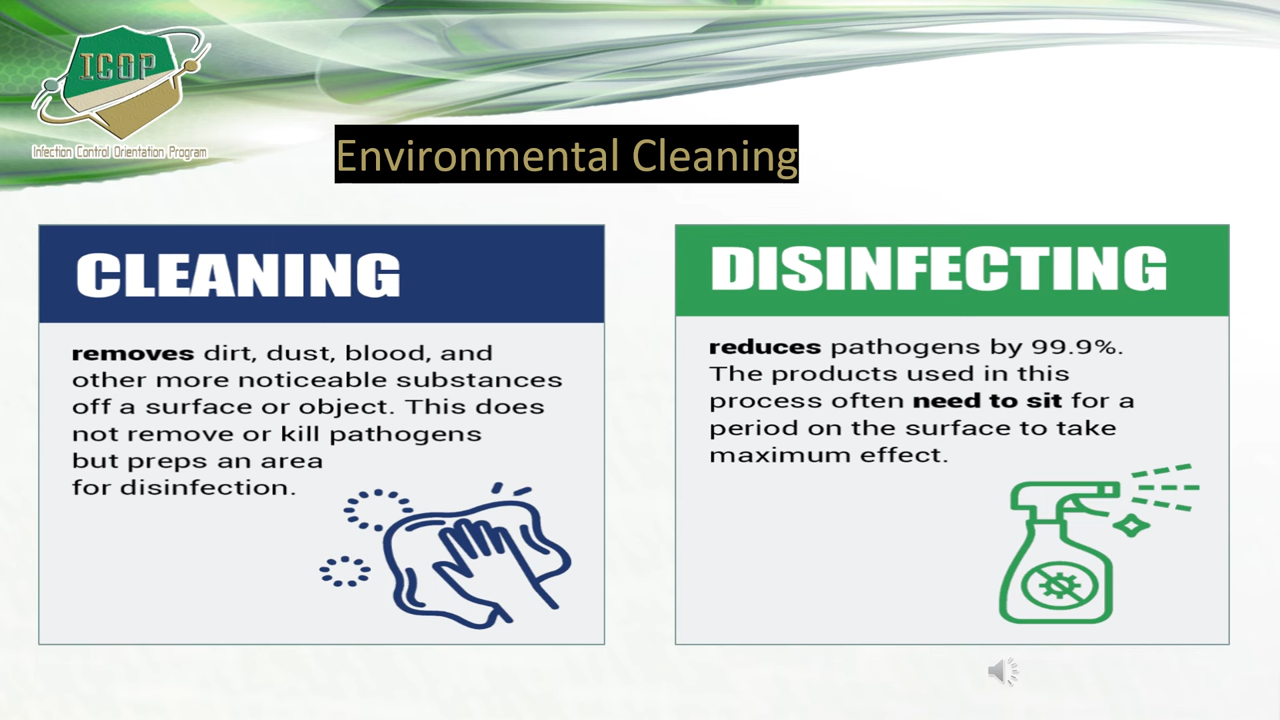 ICOP
Infection Control Orientation Program
Environmental Cleaning
CLEANING
removes dirt, dust, blood, and
other more noticeable substances
off a surface or object. This does
not remove or kill pathogens
but preps an area
for disinfection.
DISINFECTING
reduces pathogens by 99.9%.
The products used in this
process often need to sit for a
period on the surface to take
maximum effect.